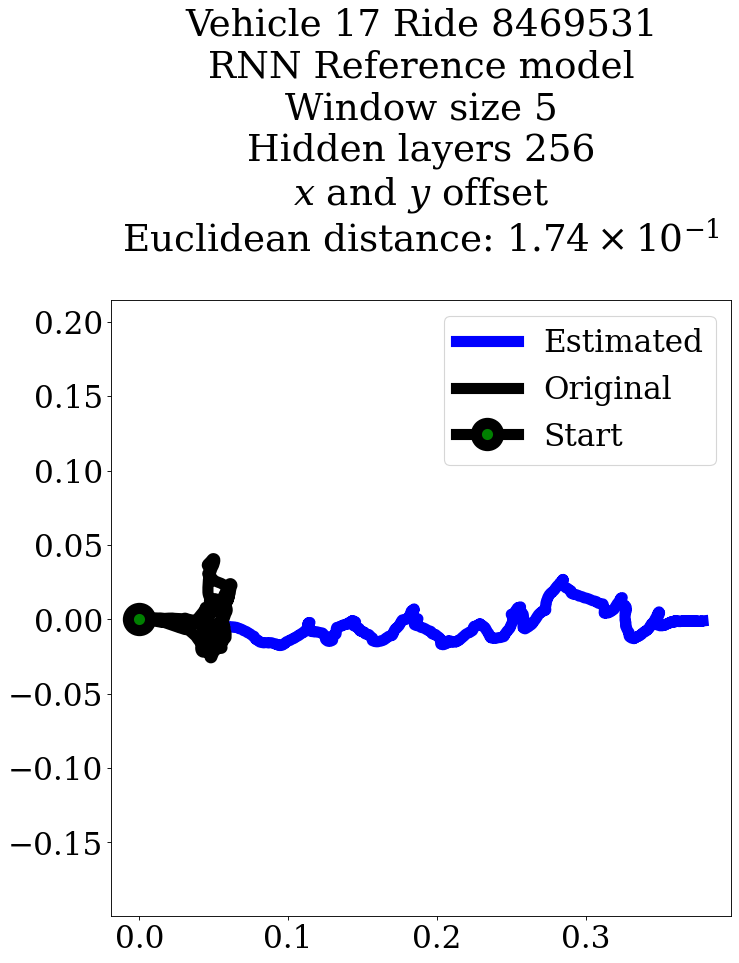 Vehicle 17 Ride 8469531
RNN Reference model
Window size 5
Hidden layers 256
x and y offset
Euclidean distance: 1.74 × 10⁻¹
Estimated
Original
Start
0.20
0.15
0.10
0.05
0.00
−0.05
−0.10
−0.15
0.0 0.1 0.2 0.3